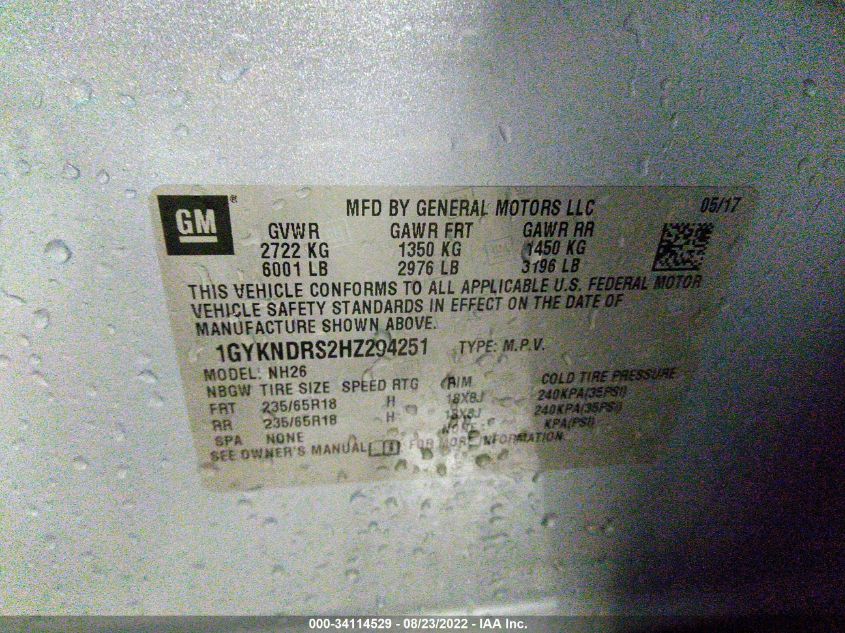 GM ® MFD BY GENERAL MOTORS LLC 05/17
GVWR GAWR FRT GAWR RR
2722 KG 1350 KG 1450 KG
6001 LB 2976 LB 3196 LB
THIS VEHICLE CONFORMS TO ALL APPLICABLE U.S. FEDERAL MOTOR
VEHICLE SAFETY STANDARDS IN EFFECT ON THE DATE OF
MANUFACTURE SHOWN ABOVE.
1GYKNDRS2HZ294251 TYPE: M.P.V.
MODEL: NH26
NBGW TIRE SIZE SPEED RTG RIM COLD TIRE PRESSURE
FRT 235/65R18 H 18X8J 240KPA(35PSI)
RR 235/65R18 H 18X8J 240KPA(35PSI)
SPA NONE NONE KPA(PSI)
SEE OWNER'S MANUAL FOR MORE INFORMATION
000-34114529 - 08/23/2022 - IAA Inc.